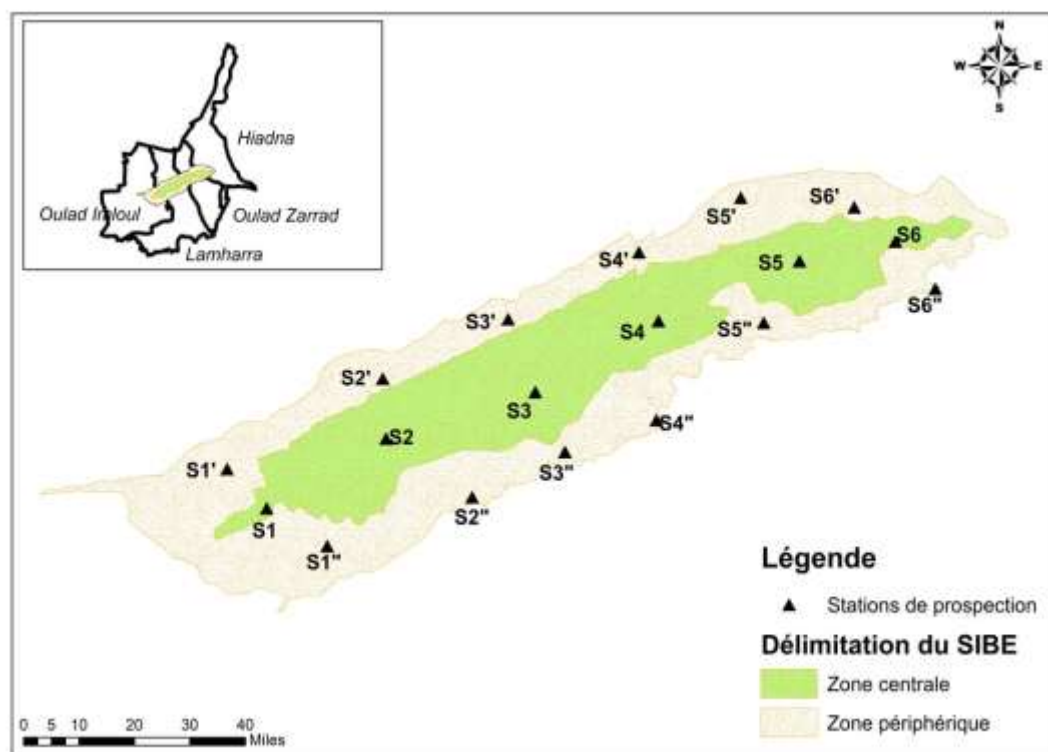 N
W E
S
Hiadna
Oulad Imloul
Oulad Zarrad
Lamharra
S5'
S6'
S6
S4'
S5
S6"
S3'
S4
S5"
S2'
S3
S4"
S2
S3"
S1'
S2"
S1
S1"
Légende
Stations de prospection
Délimitation du SIBE
Zone centrale
Zone périphérique
0 5 10 20 30 40
Miles